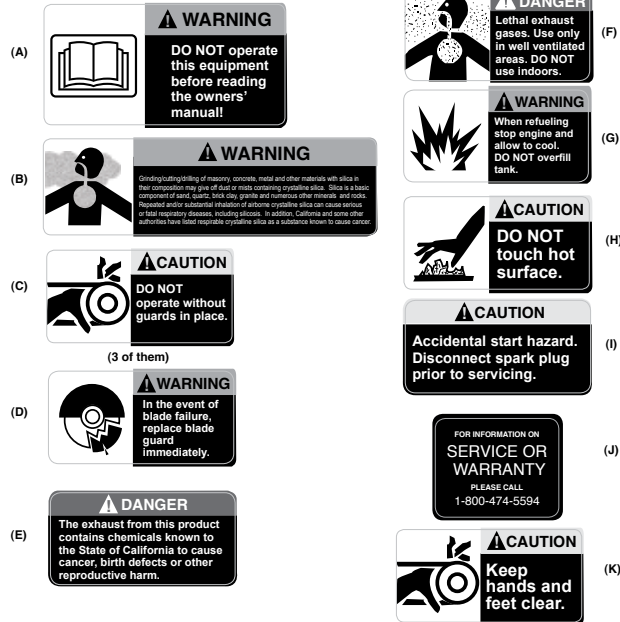 (A)
WARNING
DO NOT operate
this equipment
before reading
the owners'
manual!
(B)
WARNING
Grinding/cutting/drilling of masonry, concrete, metal and other materials with silica in
their composition may give off dust or mists containing crystalline silica. Silica is a basic
component of sand, quartz, brick clay, granite and numerous other minerals and rocks.
Repeated and/or substantial inhalation of airborne crystalline silica can cause serious
or fatal respiratory diseases, including silicosis. In addition, California and some other
authorities have listed respirable crystalline silica as a substance known to cause cancer.
(C)
CAUTION
DO NOT
operate without
guards in place.
(3 of them)
(D)
WARNING
In the event of
blade failure,
replace blade
guard
immediately.
(E)
DANGER
The exhaust from this product
contains chemicals known to
the State of California to cause
cancer, birth defects or other
reproductive harm.
DANGER
Lethal exhaust
gases. Use only
in well ventilated
areas. DO NOT
use indoors.
(F)
WARNING
When refueling
stop engine and
allow to cool.
DO NOT overfill
tank.
(G)
CAUTION
DO NOT
touch hot
surface.
(H)
CAUTION
Accidental start hazard.
Disconnect spark plug
prior to servicing.
(I)
FOR INFORMATION ON
SERVICE OR
WARRANTY
PLEASE CALL
1-800-474-5594
(J)
CAUTION
Keep
hands and
feet clear.
(K)